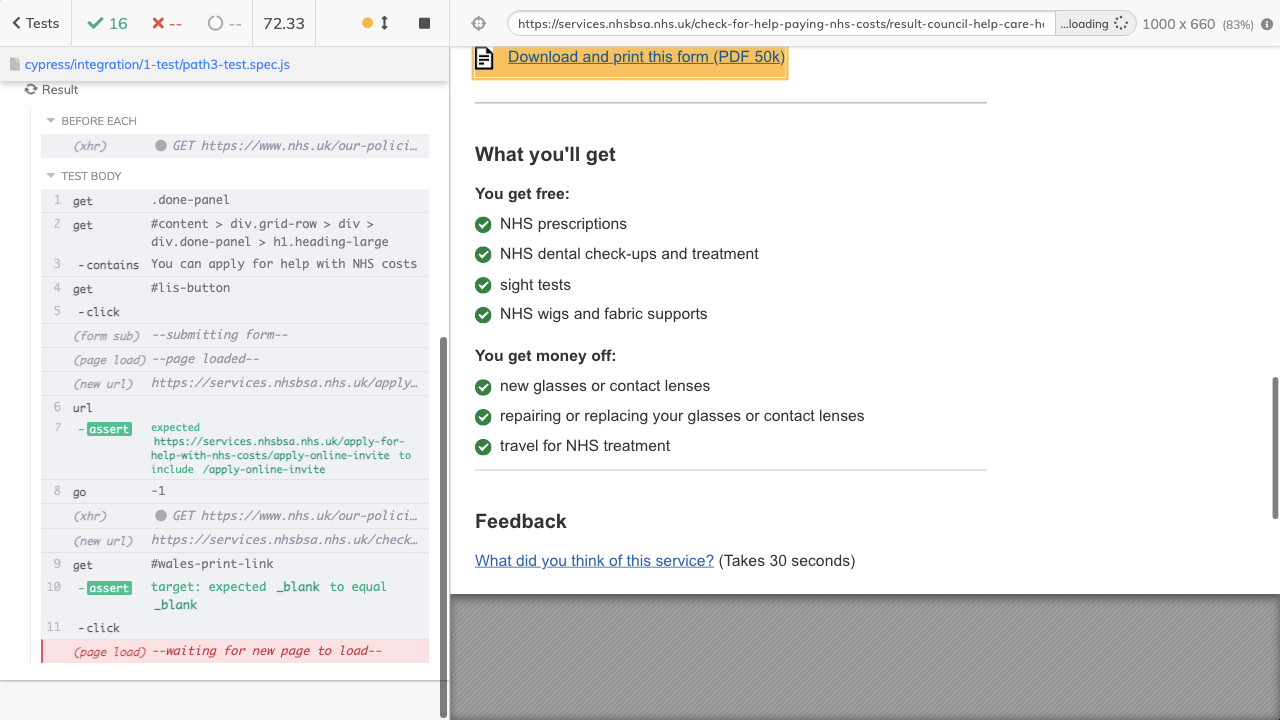 Tests
16
--
--
72.33
cypress/integration/1-test/path3-test.spec.js
Result
BEFORE EACH
(xhr) GET https://www.nhs.uk/our-polici...
TEST BODY
1 get .done-panel
2 get #content > div.grid-row > div >
div.done-panel > h1.heading-large
3 -contains You can apply for help with NHS costs
4 get #lis-button
5 -click
(form sub) --submitting form--
(page load) --page loaded--
(new url) https://services.nhsbsa.nhs.uk/apply...
6 url
7 -assert expected
https://services.nhsbsa.nhs.uk/apply-for-
help-with-nhs-costs/apply-online-invite to
include /apply-online-invite
8 go -1
(xhr) GET https://www.nhs.uk/our-polici...
(new url) https://services.nhsbsa.nhs.uk/check...
9 get #wales-print-link
10 -assert target: expected _blank to equal
_blank
11 -click
(page load) --waiting for new page to load--
https://services.nhsbsa.nhs.uk/check-for-help-paying-nhs-costs/result-council-help-care-h
...loading
1000 x 660 (83%)
Download and print this form (PDF 50k)
What you'll get
You get free:
NHS prescriptions
NHS dental check-ups and treatment
sight tests
NHS wigs and fabric supports
You get money off:
new glasses or contact lenses
repairing or replacing your glasses or contact lenses
travel for NHS treatment
Feedback
What did you think of this service? (Takes 30 seconds)